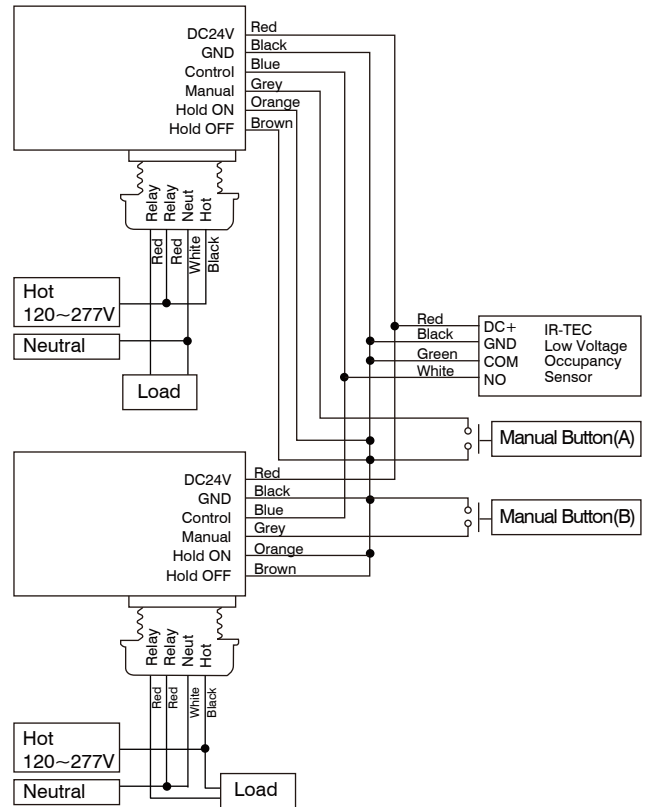 DC24V Red
GND Black
Control Blue
Manual Grey
Hold ON Orange
Hold OFF Brown
Relay
Relay
Neut
Hot
Red
Red
White
Black
Hot
120~277V
Neutral
Load
Red DC+
Black GND
Green COM
White NO
IR-TEC
Low Voltage
Occupancy
Sensor
Manual Button(A)
Manual Button(B)
DC24V Red
GND Black
Control Blue
Manual Grey
Hold ON Orange
Hold OFF Brown
Relay
Relay
Neut
Hot
Red
Red
White
Black
Hot
120~277V
Neutral
Load